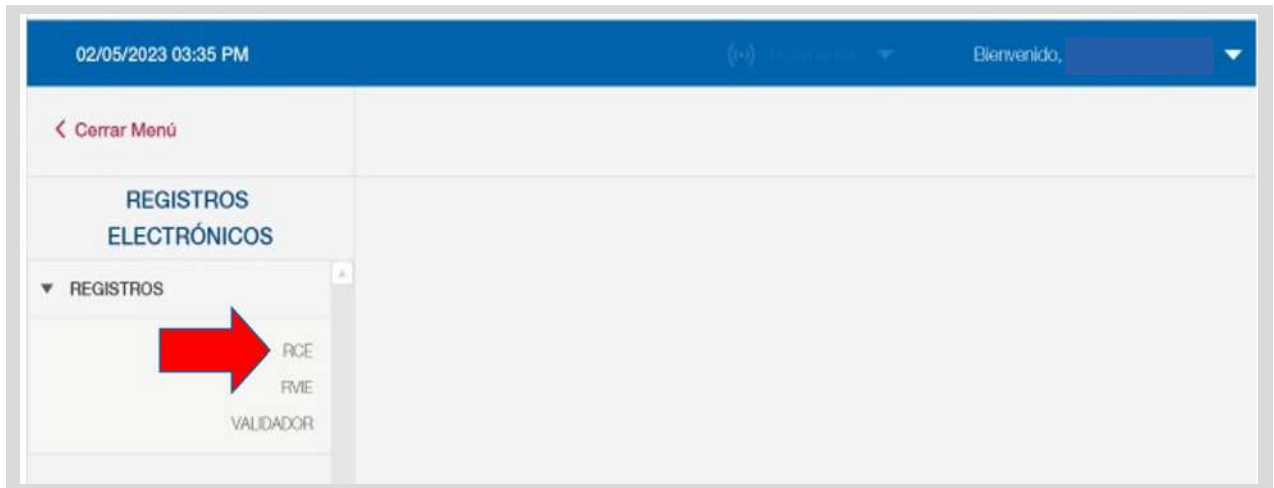 02/05/2023 03:35 PM
Bienvenido,
Cerrar Menú
REGISTROS
ELECTRÓNICOS
REGISTROS
RCE
RVIE
VALIDADOR